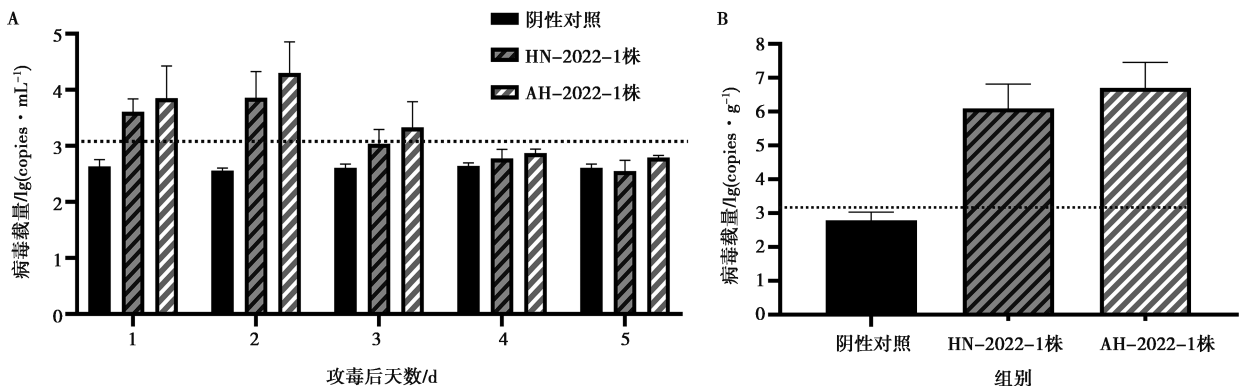 A
阴性对照
HN-2022-1株
AH-2022-1株
病毒载量/lg(copies·mL⁻¹)
5
4
3
2
1
0
1 2 3 4 5
攻毒后天数/d
B
病毒载量/lg(copies·g⁻¹)
8
7
6
5
4
3
2
1
0
阴性对照 HN-2022-1株 AH-2022-1株
组别